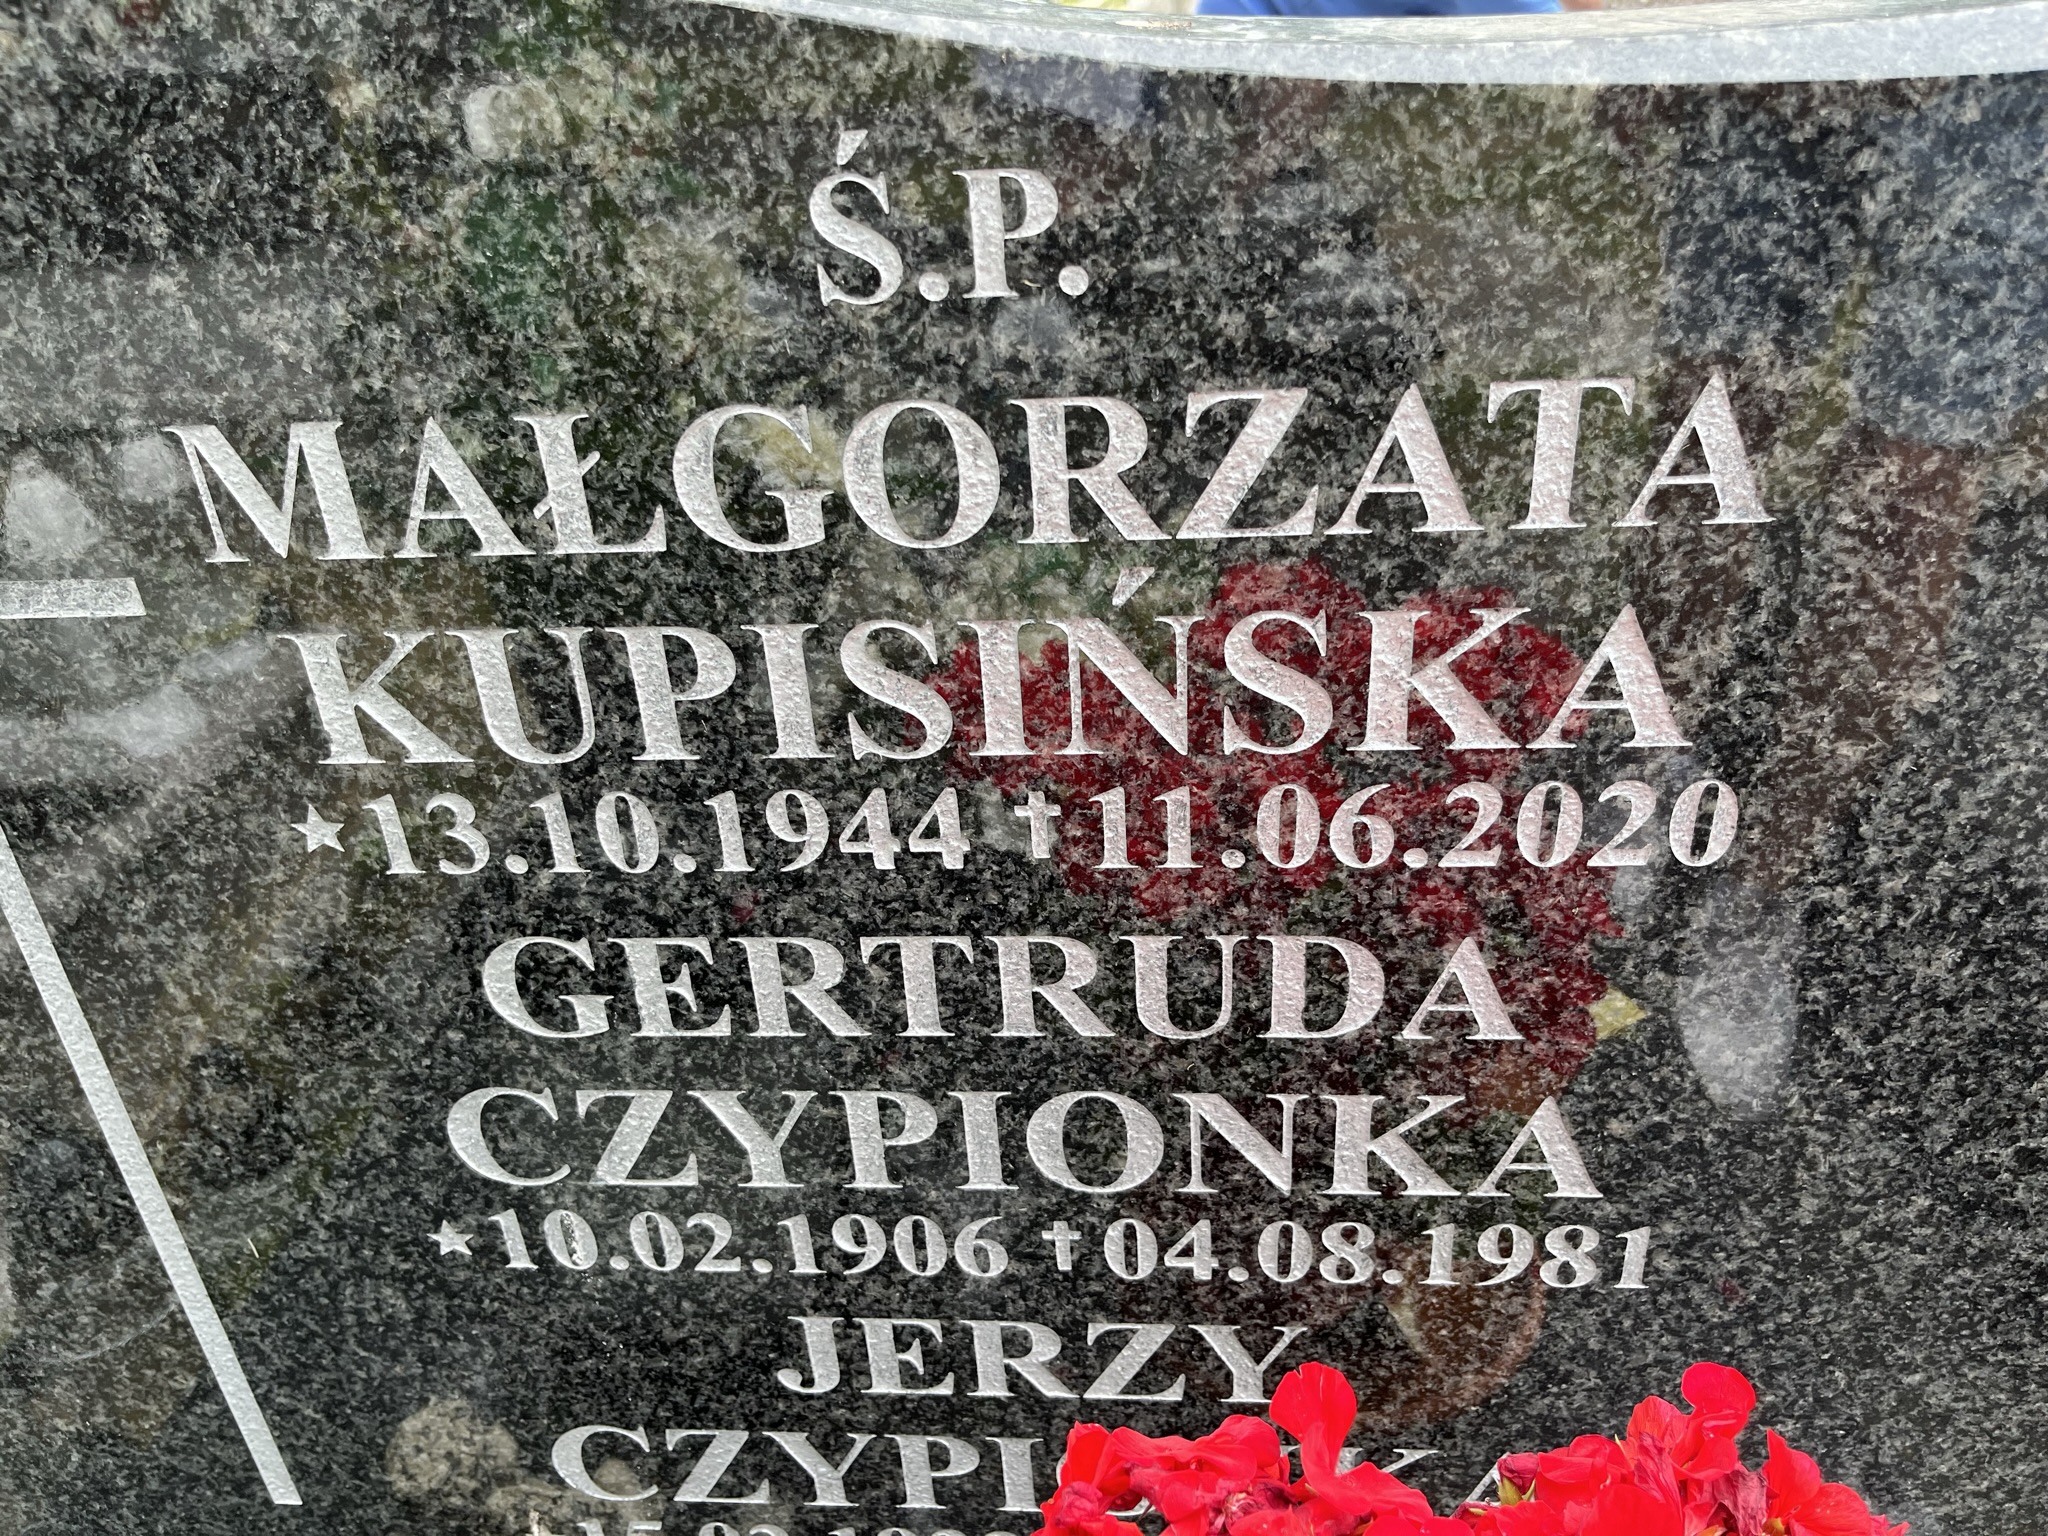 Ś.P.
MAŁGORZATA
KUPISIŃSKA
★13.10.1944 ✝11.06.2020
GERTRUDA
CZYPIONKA
★10.02.1906 ✝04.08.1981
JERZY